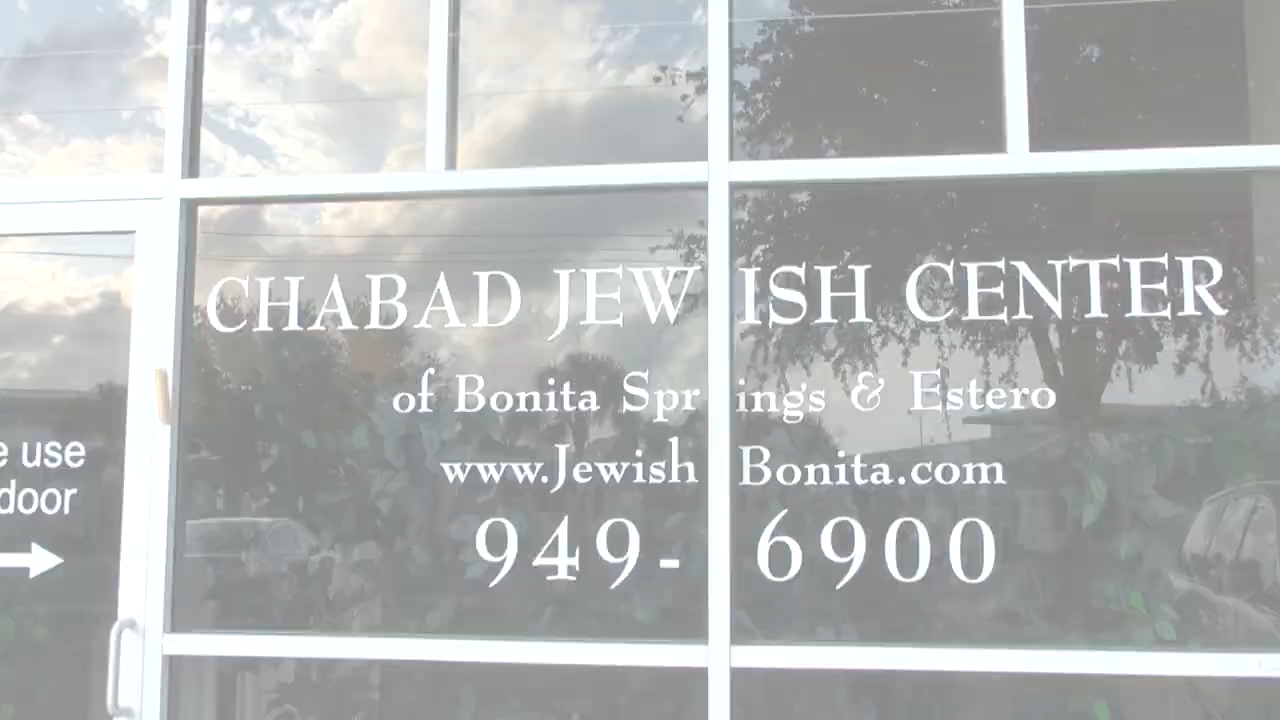 CHABAD JEWISH CENTER
of Bonita Springs & Estero
www.JewishBonita.com
949-6900
e use
door